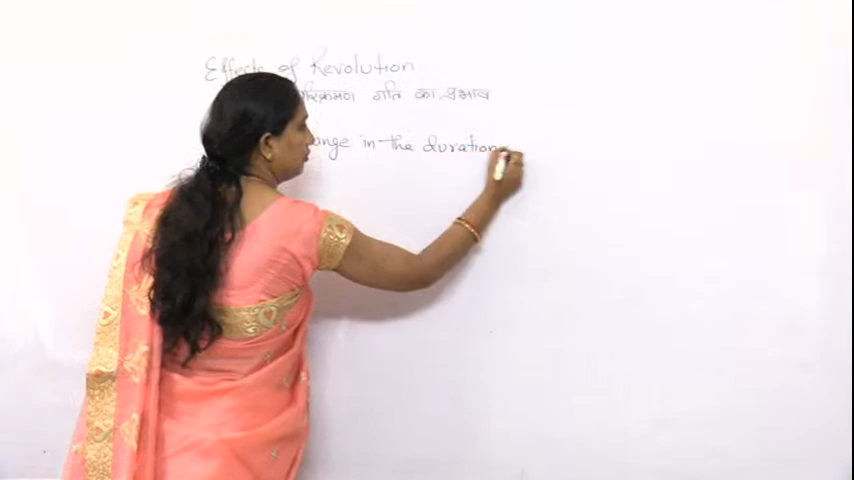 Effects of Revolution
गति का प्रभाव
in the duration